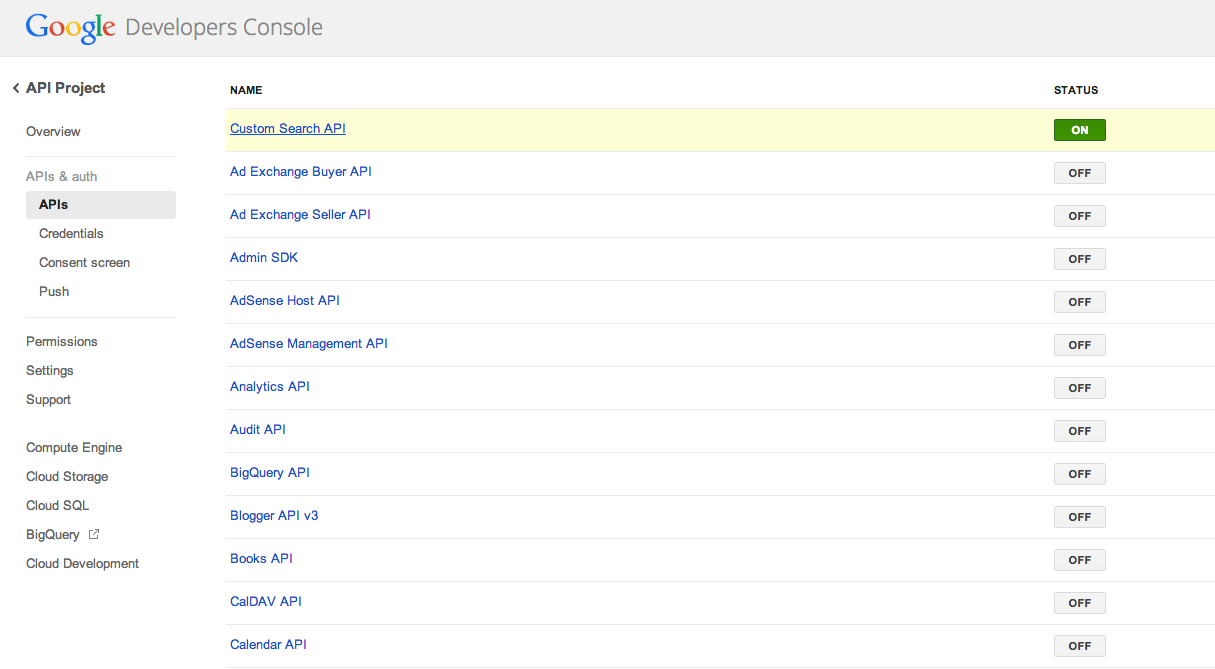 Google Developers Console
API Project
Overview
APIs & auth
APIs
Credentials
Consent screen
Push
Permissions
Settings
Support
Compute Engine
Cloud Storage
Cloud SQL
BigQuery
Cloud Development
NAME STATUS
Custom Search API ON
Ad Exchange Buyer API OFF
Ad Exchange Seller API OFF
Admin SDK OFF
AdSense Host API OFF
AdSense Management API OFF
Analytics API OFF
Audit API OFF
BigQuery API OFF
Blogger API v3 OFF
Books API OFF
CalDAV API OFF
Calendar API OFF